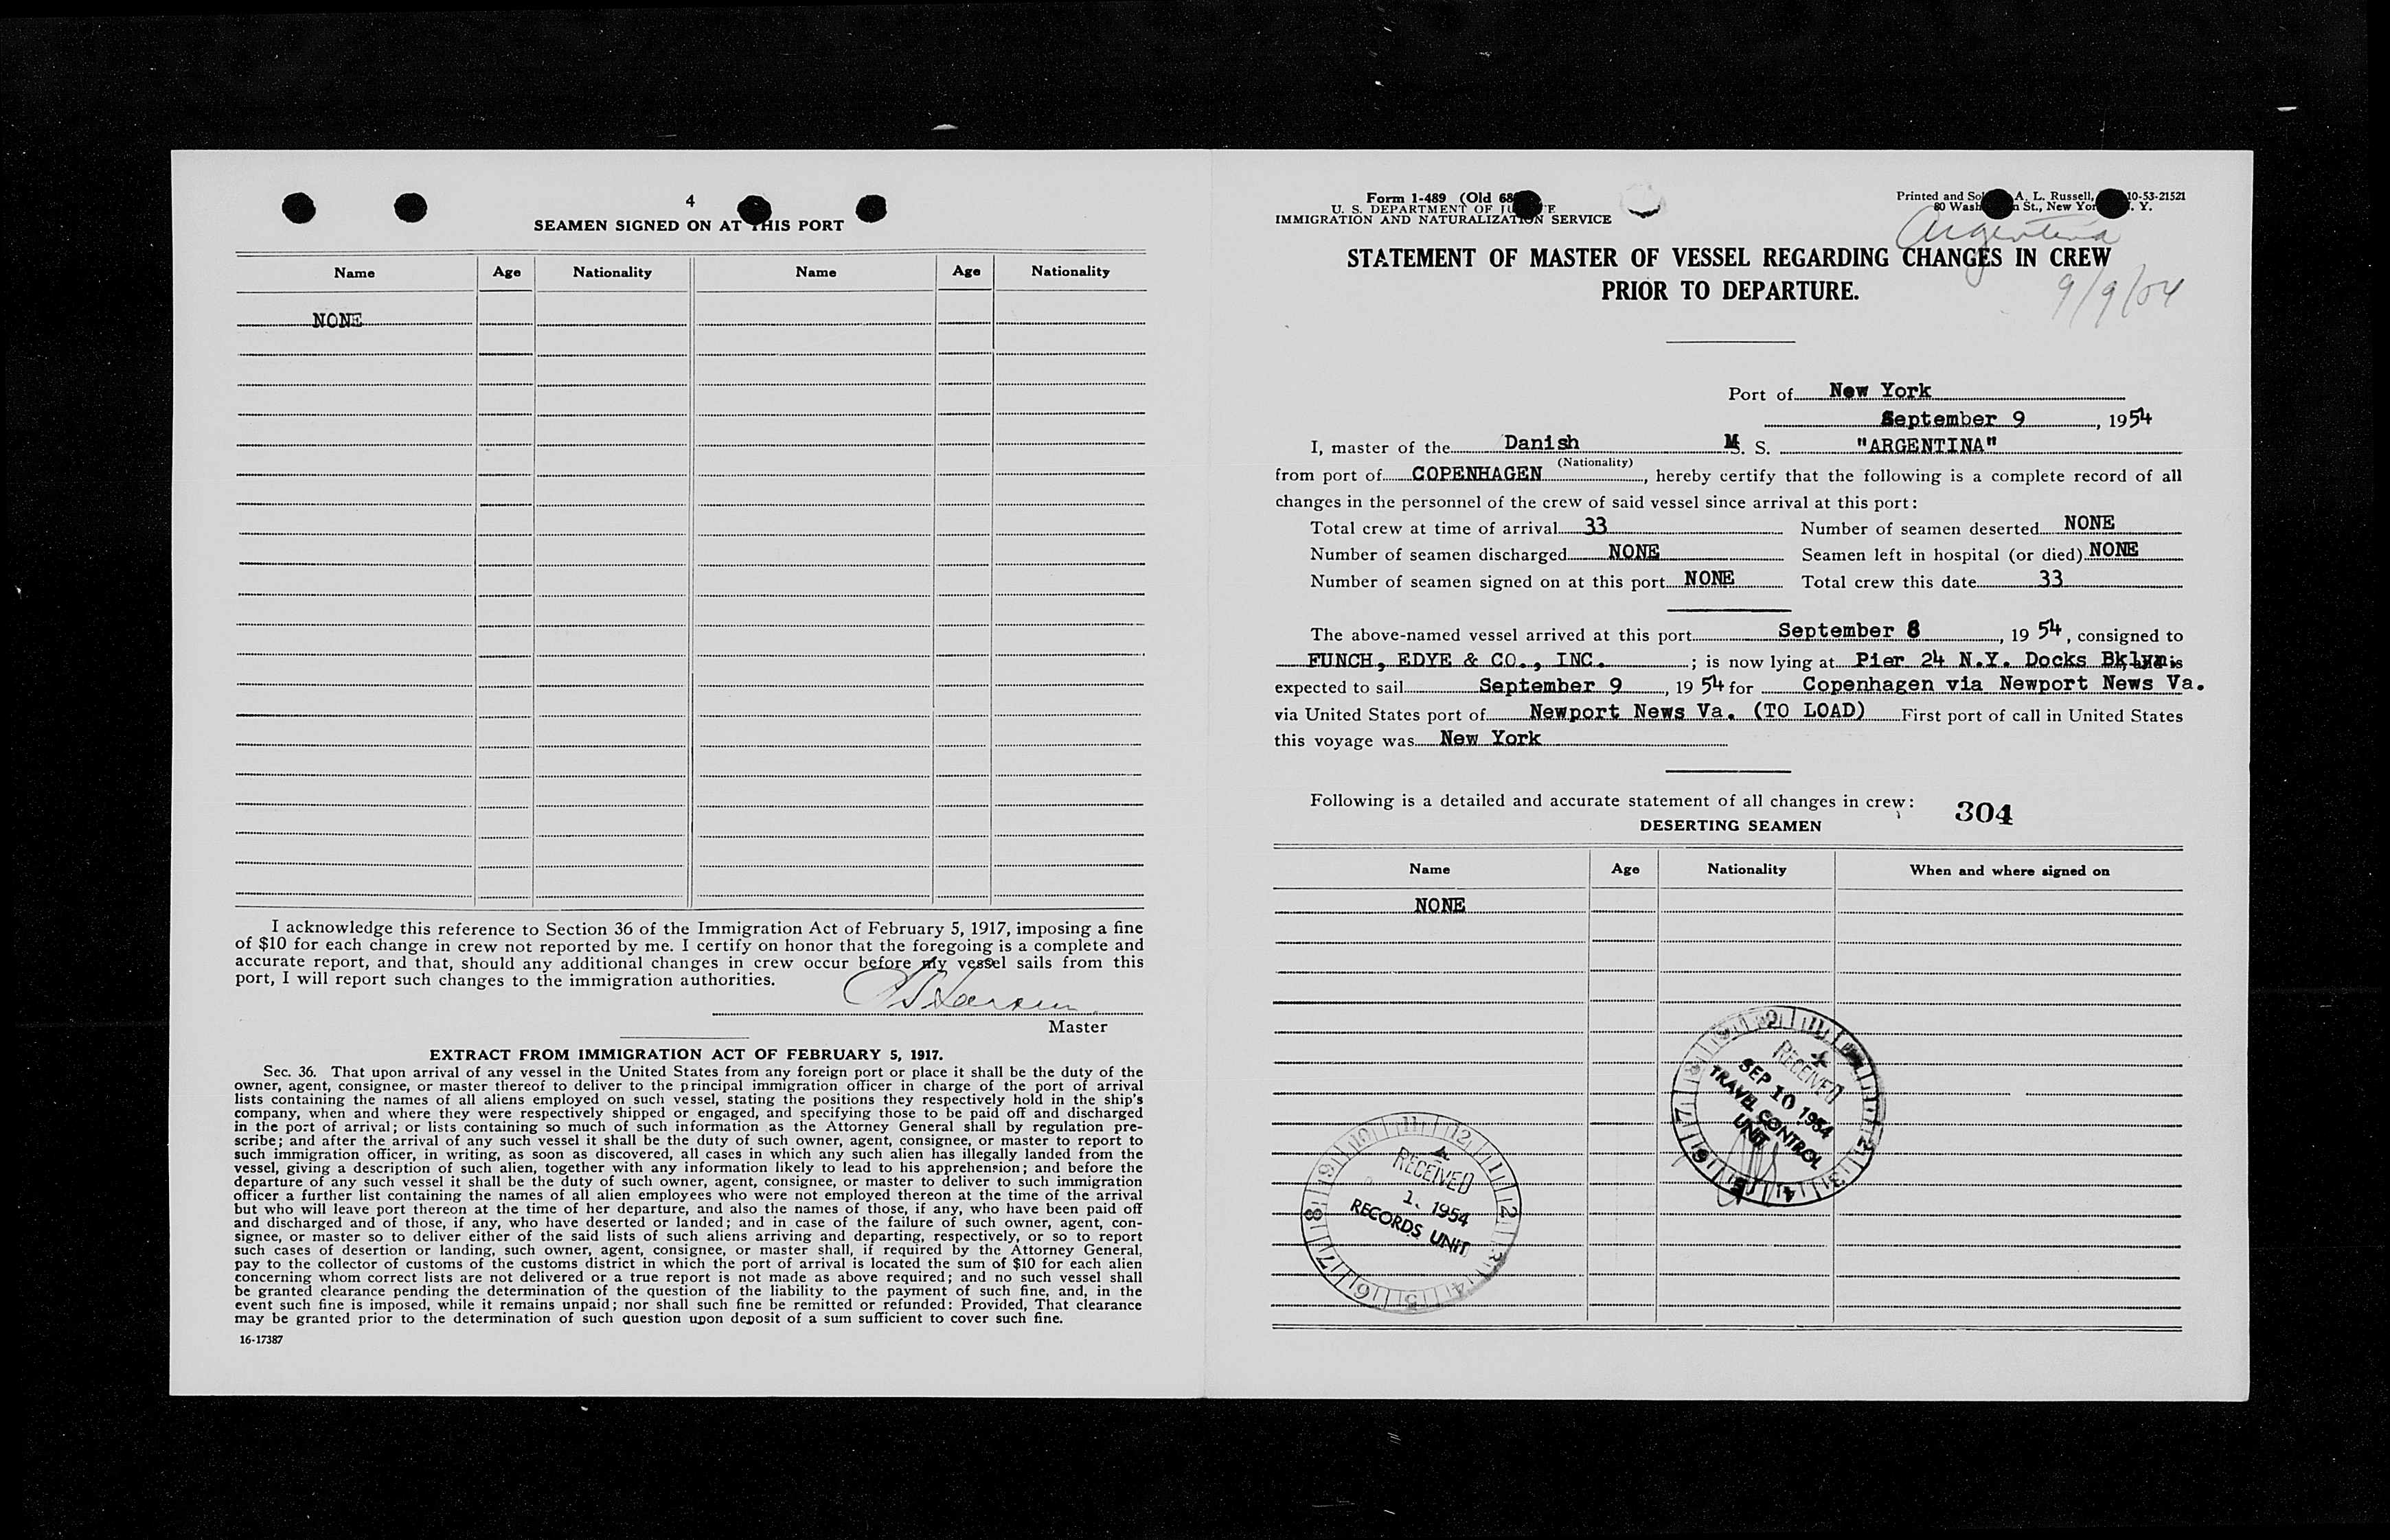 4
SEAMEN SIGNED ON AT THIS PORT
Name Age Nationality Name Age Nationality
NONE
I acknowledge this reference to Section 36 of the Immigration Act of February 5, 1917, imposing a fine
of $10 for each change in crew not reported by me. I certify on honor that the foregoing is a complete and
accurate report, and that, should any additional changes in crew occur before my vessel sails from this
port, I will report such changes to the immigration authorities.
Master
EXTRACT FROM IMMIGRATION ACT OF FEBRUARY 5, 1917.
Sec. 36. That upon arrival of any vessel in the United States from any foreign port or place it shall be the duty of the
owner, agent, consignee, or master thereof to deliver to the principal immigration officer in charge of the port of arrival
lists containing the names of all aliens employed on such vessel, stating the positions they respectively hold in the ship's
company, when and where they were respectively shipped or engaged, and specifying those to be paid off and discharged
in the port of arrival; or lists containing so much of such information as the Attorney General shall by regulation pre-
scribe; and after the arrival of any such vessel it shall be the duty of such owner, agent, consignee, or master to report to
such immigration officer, in writing, as soon as discovered, all cases in which any such alien has illegally landed from the
vessel, giving a description of such alien, together with any information likely to lead to his apprehension; and before the
departure of any such vessel it shall be the duty of such owner, agent, consignee, or master to deliver to such immigration
officer a further list containing the names of all alien employees who were not employed thereon at the time of the arrival
but who will leave port thereon at the time of her departure, and also the names of those, if any, who have been paid off
and discharged and of those, if any, who have deserted or landed; and in case of the failure of such owner, agent, con-
signee, or master so to deliver either of the said lists of such aliens arriving and departing, respectively, or so to report
such cases of desertion or landing, such owner, agent, consignee, or master shall, if required by the Attorney General,
pay to the collector of customs of the customs district in which the port of arrival is located the sum of $10 for each alien
concerning whom correct lists are not delivered or a true report is not made as above required; and no such vessel shall
be granted clearance pending the determination of the question of the liability to the payment of such fine, and, in the
event such fine is imposed, while it remains unpaid; nor shall such fine be remitted or refunded: Provided, That clearance
may be granted prior to the determination of such question upon deposit of a sum sufficient to cover such fine.
16-17387
Form 1-489 (Old 68
U. S. DEPARTMENT OF
IMMIGRATION AND NATURALIZATION SERVICE
Printed and A. L. Russell, 10-53-21521
80 St., New Y.
Argentina
STATEMENT OF MASTER OF VESSEL REGARDING CHANGES IN CREW
PRIOR TO DEPARTURE.
9/9/54
Port of New York
September 9, 1954
I, master of the Danish M. S. "ARGENTINA"
(Nationality)
from port of COPENHAGEN, hereby certify that the following is a complete record of all
changes in the personnel of the crew of said vessel since arrival at this port:
Total crew at time of arrival 33 Number of seamen deserted NONE
Number of seamen discharged NONE Seamen left in hospital (or died) NONE
Number of seamen signed on at this port NONE Total crew this date 33
The above-named vessel arrived at this port September 8, 19 54, consigned to
FUNCH, EDYE & CO., INC. ; is now lying at Pier 24 N.Y. Docks Bklyn is
expected to sail September 9, 19 54 for Copenhagen via Newport News Va.
via United States port of Newport News Va. (TO LOAD) First port of call in United States
this voyage was New York
Following is a detailed and accurate statement of all changes in crew: 304
DESERTING SEAMEN
Name Age Nationality When and where signed on
NONE
RECEIVED
SEP 10 1954
TRAVEL CONTROL
UNIT
RECEIVED
1954
RECORDS UNIT